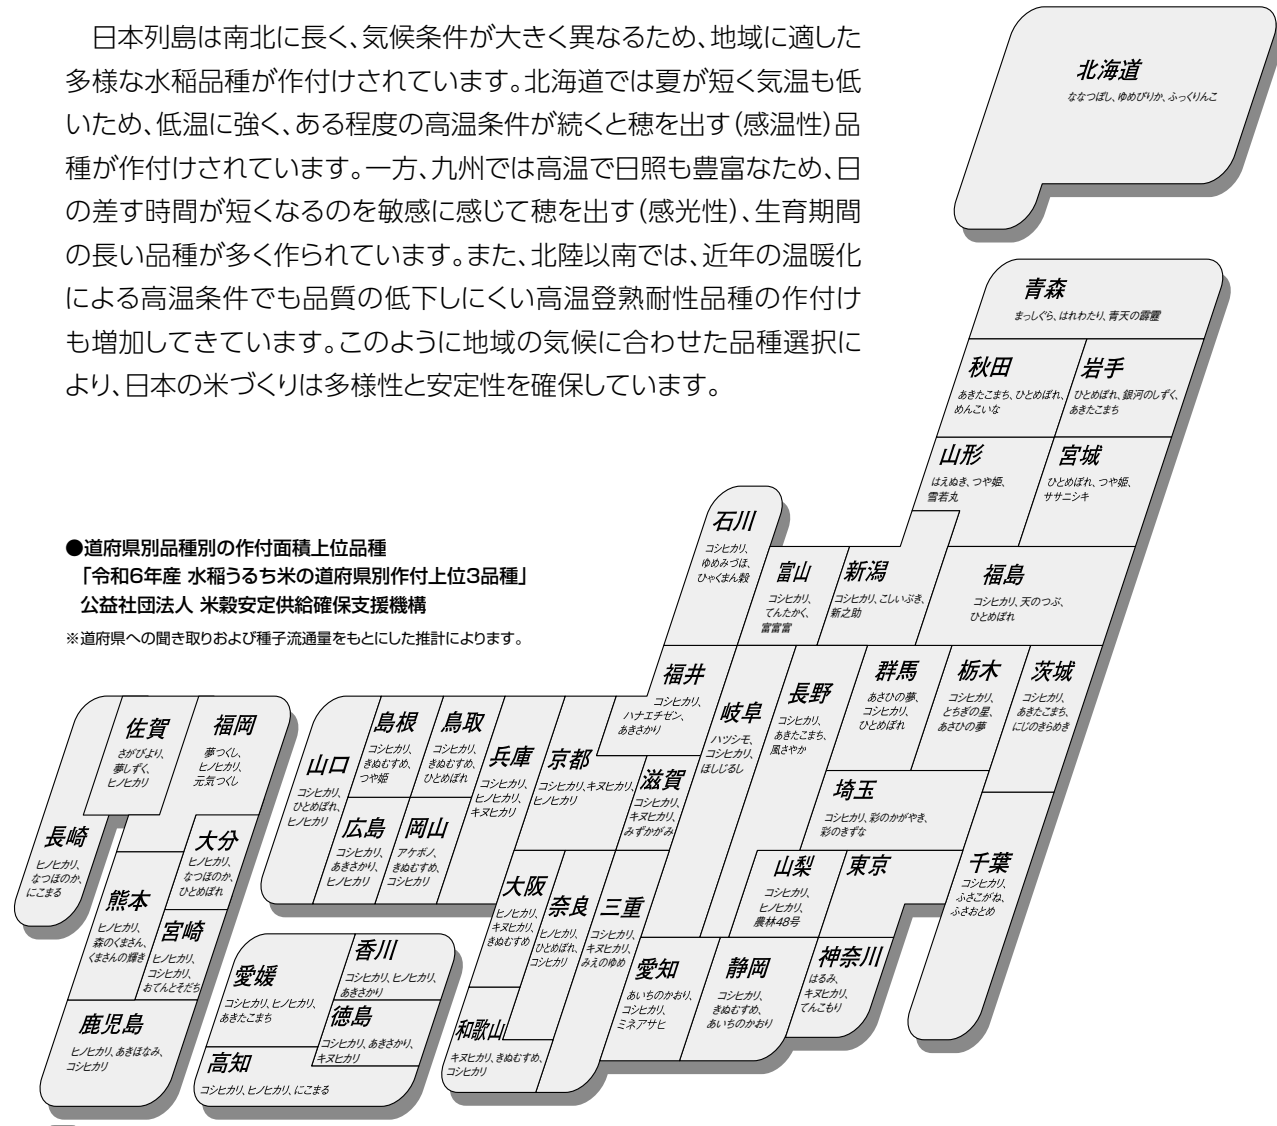 日本列島は南北に長く、気候条件が大きく異なるため、地域に適した
多様な水稲品種が作付けされています。北海道では夏が短く気温も低
いため、低温に強く、ある程度の高温条件が続くと穂を出す（感温性）品
種が作付けされています。一方、九州では高温で日照も豊富なため、日
の差す時間が短くなるのを敏感に感じて穂を出す（感光性）、生育期間
の長い品種が多く作られています。また、北陸以南では、近年の温暖化
による高温条件でも品質の低下しにくい高温登熟耐性品種の作付け
も増加してきています。このように地域の気候に合わせた品種選択に
より、日本の米づくりは多様性と安定性を確保しています。
●道府県別品種別の作付面積上位品種
「令和6年産 水稲うるち米の道府県別作付上位3品種」
公益社団法人 米穀安定供給確保支援機構
※道府県への聞き取りおよび種子流通量をもとにした推計によります。
北海道
ななつぼし、ゆめぴりか、ふっくりんこ
青森
まっしぐら、はれわたり、青天の霹靂
秋田
あきたこまち、ひとめぼれ、
めんこいな
岩手
ひとめぼれ、銀河のしずく、
あきたこまち
山形
はえぬき、つや姫、
雪若丸
宮城
ひとめぼれ、つや姫、
ササニシキ
石川
コシヒカリ、
ゆめみづほ、
ひゃくまん穀
富山
コシヒカリ、
てんたかく、
富富富
新潟
コシヒカリ、こしいぶき、
新之助
福島
コシヒカリ、天のつぶ、
ひとめぼれ
福井
コシヒカリ、
ハナエチゼン、
あきさかり
岐阜
ハツシモ、
コシヒカリ、
ほしじるし
長野
コシヒカリ、
あきたこまち、
風さやか
群馬
あさひの夢、
コシヒカリ、
ひとめぼれ
栃木
コシヒカリ、
とちぎの星、
あさひの夢
茨城
コシヒカリ、
あきたこまち、
にじのきらめき
佐賀
さがびより、
夢しずく、
ヒノヒカリ
福岡
夢つくし、
ヒノヒカリ、
元気つくし
山口
コシヒカリ、
ひとめぼれ、
ヒノヒカリ
島根
コシヒカリ、
きぬむすめ、
つや姫
鳥取
コシヒカリ、
きぬむすめ、
ひとめぼれ
兵庫
コシヒカリ、
ヒノヒカリ、
キヌヒカリ
京都
コシヒカリ、キヌヒカリ、
ヒノヒカリ
滋賀
コシヒカリ、
キヌヒカリ、
みずかがみ
埼玉
コシヒカリ、彩のかがやき、
彩のきずな
長崎
ヒノヒカリ、
なつほのか、
にこまる
大分
ヒノヒカリ、
なつほのか、
ひとめぼれ
広島
コシヒカリ、
あきさかり、
ヒノヒカリ
岡山
アケボノ、
きぬむすめ、
コシヒカリ
山梨
コシヒカリ、
ヒノヒカリ、
農林48号
東京
千葉
コシヒカリ、
ふさこがね、
ふさおとめ
熊本
ヒノヒカリ、
森のくまさん、
くまさんの輝き
宮崎
ヒノヒカリ、
コシヒカリ、
おてんとそだち
大阪
ヒノヒカリ、
キヌヒカリ、
きぬむすめ
奈良
ヒノヒカリ、
ひとめぼれ、
コシヒカリ
三重
コシヒカリ、
キヌヒカリ、
みえのゆめ
愛知
あいちのかおり、
コシヒカリ、
ミネアサヒ
静岡
コシヒカリ、
きぬむすめ、
あいちのかおり
神奈川
はるみ、
キヌヒカリ、
てんこもり
愛媛
コシヒカリ、ヒノヒカリ、
あきたこまち
香川
コシヒカリ、ヒノヒカリ、
あきさかり
徳島
コシヒカリ、あきさかり、
キヌヒカリ
高知
コシヒカリ、ヒノヒカリ、にこまる
鹿児島
ヒノヒカリ、あきほなみ、
コシヒカリ
和歌山
キヌヒカリ、きぬむすめ、
コシヒカリ